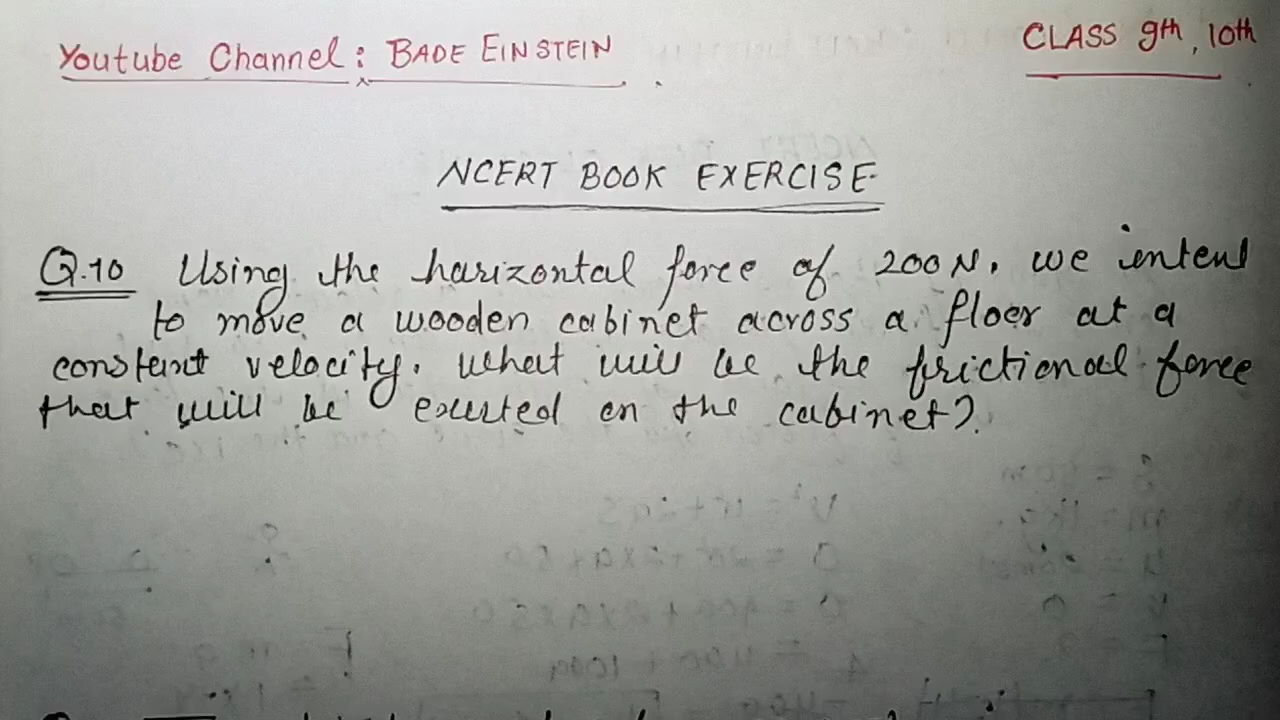 Youtube Channel : BADE EINSTEIN
CLASS 9th, 10th
NCERT BOOK EXERCISE
Q.10 Using the harizontal force of 200N, we intend
to move a wooden cabinet across a floor at a
constant velocity. What will be the frictional force
that will be exerted on the cabinet?